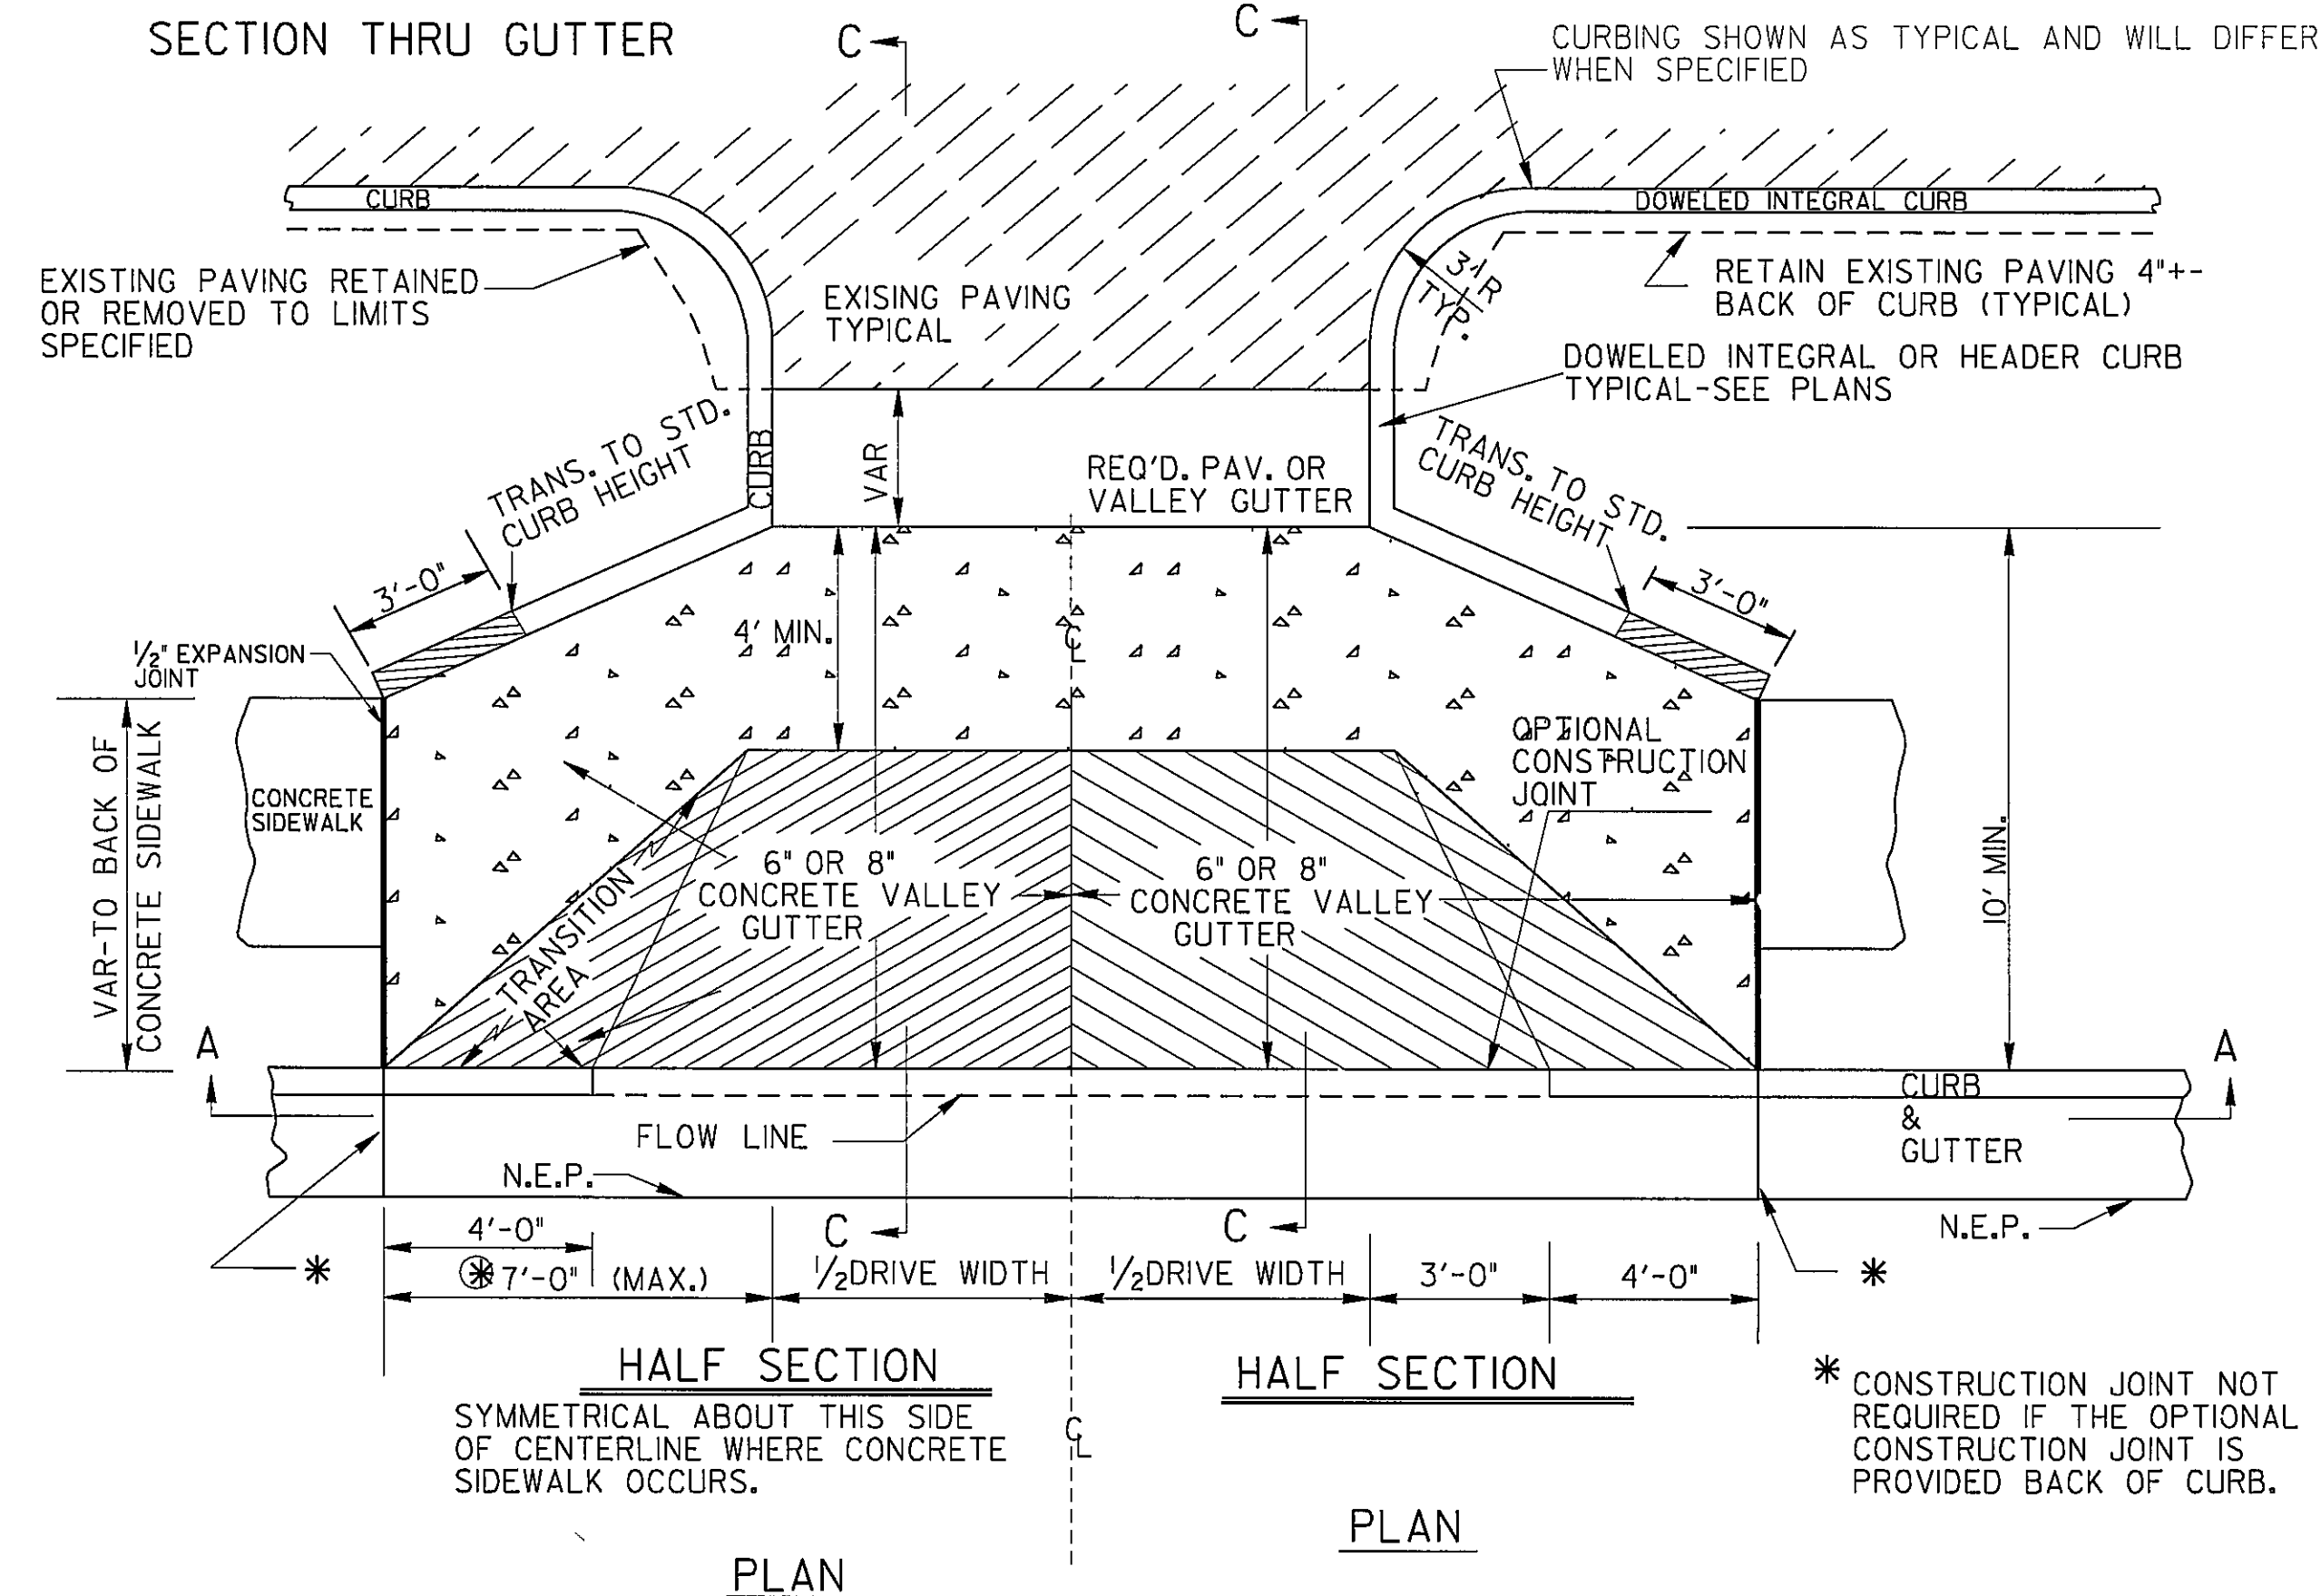 SECTION THRU GUTTER
C
C
CURBING SHOWN AS TYPICAL AND WILL DIFFER
WHEN SPECIFIED
CURB
DOWELED INTEGRAL CURB
EXISTING PAVING RETAINED
OR REMOVED TO LIMITS
SPECIFIED
EXISING PAVING
TYPICAL
3' R
TYP.
RETAIN EXISTING PAVING 4"+-
BACK OF CURB (TYPICAL)
DOWELED INTEGRAL OR HEADER CURB
TYPICAL-SEE PLANS
TRANS. TO STD.
CURB HEIGHT
CURB
VAR
REQ'D. PAV. OR
VALLEY GUTTER
TRANS. TO STD.
CURB HEIGHT
3'-0"
3'-0"
1/2" EXPANSION
JOINT
4' MIN.
CL
OPTIONAL
CONSTRUCTION
JOINT
VAR-TO BACK OF
CONCRETE SIDEWALK
CONCRETE
SIDEWALK
10' MIN.
6" OR 8"
CONCRETE VALLEY
GUTTER
6" OR 8"
CONCRETE VALLEY
GUTTER
TRANSITION
AREA
A
A
CURB
&
GUTTER
FLOW LINE
N.E.P.
N.E.P.
4'-0"
C
C
*
7'-0" (MAX.)
1/2 DRIVE WIDTH
1/2 DRIVE WIDTH
3'-0"
4'-0"
*
*
HALF SECTION
HALF SECTION
SYMMETRICAL ABOUT THIS SIDE
OF CENTERLINE WHERE CONCRETE
SIDEWALK OCCURS.
CL
* CONSTRUCTION JOINT NOT
REQUIRED IF THE OPTIONAL
CONSTRUCTION JOINT IS
PROVIDED BACK OF CURB.
PLAN
PLAN